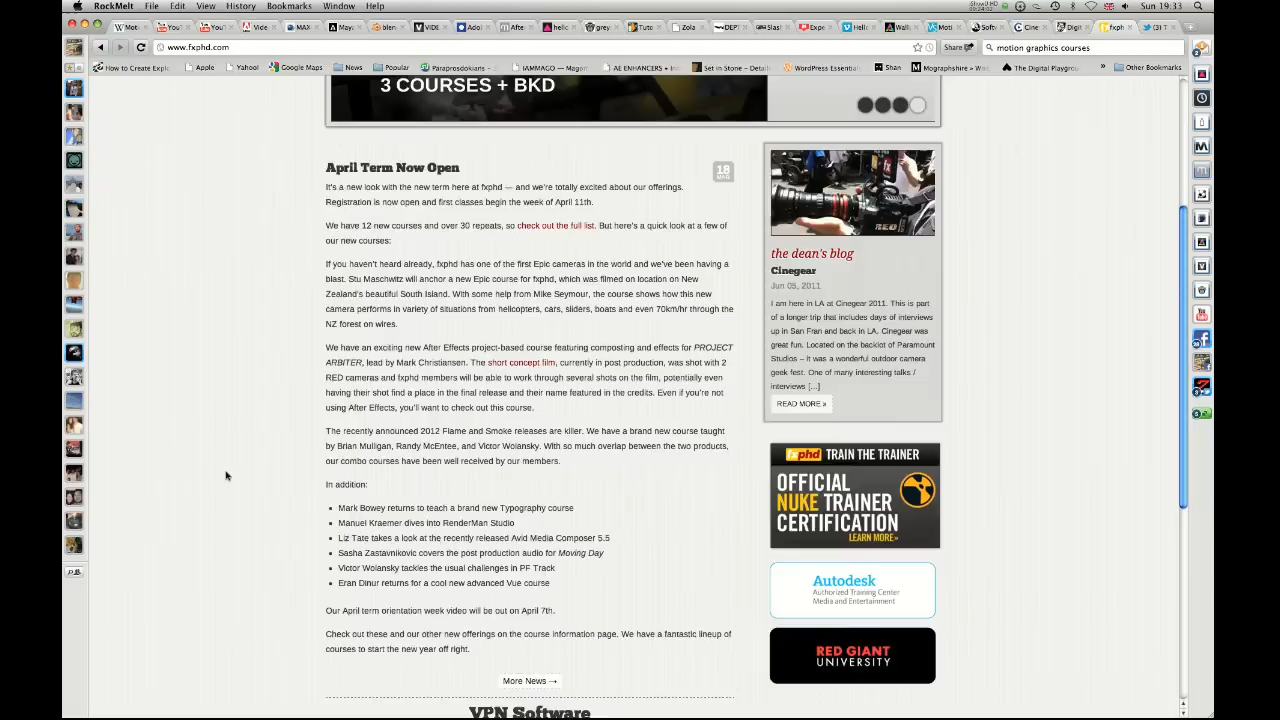 RockMelt File Edit View History Bookmarks Window Help
Sun 19:33
www.fxphd.com
Share
motion graphics courses
How to Create Explo
Apple
Yahoo!
Google Maps
News
Popular
Paraprosdokians
IAMMAGO — Magom
AE ENHANCERS
Set in Stone
WordPress Essential
Shan
Mographshire
The Digital Playgrou
Other Bookmarks
3 COURSES + BKD
April Term Now Open
18
MAR
It's a new look with the new term here at fxphd — and we're totally excited about our offerings.
Registration is now open and first classes begin the week of April 11th.
We have 12 new courses and over 30 repeats, so check out the full list. But here's a quick look at a few of
our new courses:
If you haven't heard already, fxphd has one of the first Epic cameras in the world and we've been having a
blast. Stu Maschwitz will anchor a new Epic course for fxphd, which was filmed on location on New
Zealand's beautiful South Island. With some help from Mike Seymour, the course shows how this new
camera performs in variety of situations from helicopters, cars, sliders, boats and even 70km/hr through the
NZ forest on wires.
We have an exciting new After Effects project-based course featuring compositing and effects for PROJECT
ARBITER, lead by Mark Christiansen. The short concept film, currently in post production, was shot with 2
RED cameras and fxphd members will be able to work through several shots on the film, potentially even
having their shot find a place in the final release and their name featured in the credits. Even if you're not
using After Effects, you'll want to check out this course.
The recently announced 2012 Flame and Smoke releases are killer. We have a brand new course taught
by Brian Mulligan, Randy McEntee, and Victor Wolansky. With so much overlap between the two products,
our combo courses have been well received by our members.
In addition:
Mark Bowey returns to teach a brand new Typography course
Manuel Kraemer dives into RenderMan Studio
Liz Tate takes a look at the recently released Avid Media Composer 5.5
Sasha Zastavnikovic covers the post production audio for Moving Day
Victor Wolansky tackles the usual challenges in PF Track
Eran Dinur returns for a cool new advanced Vue course
Our April term orientation week video will be out on April 7th.
Check out these and our other new offerings on the course information page. We have a fantastic lineup of
courses to start the new year off right.
More News →
VPN Software
the dean's blog
Cinegear
Jun 05, 2011
I am here in LA at Cinegear 2011. This is part
of a longer trip that includes days of interviews
up in San Fran and back in LA. Cinegear was
great fun. Located on the backlot of Paramount
Studios – it was a wonderful outdoor camera
geek fest. One of many interesting talks /
interviews [...]
READ MORE »
fxphd TRAIN THE TRAINER
OFFICIAL
NUKE TRAINER
CERTIFICATION
LEARN MORE»
Autodesk
Authorized Training Center
Media and Entertainment
RED GIANT
UNIVERSITY